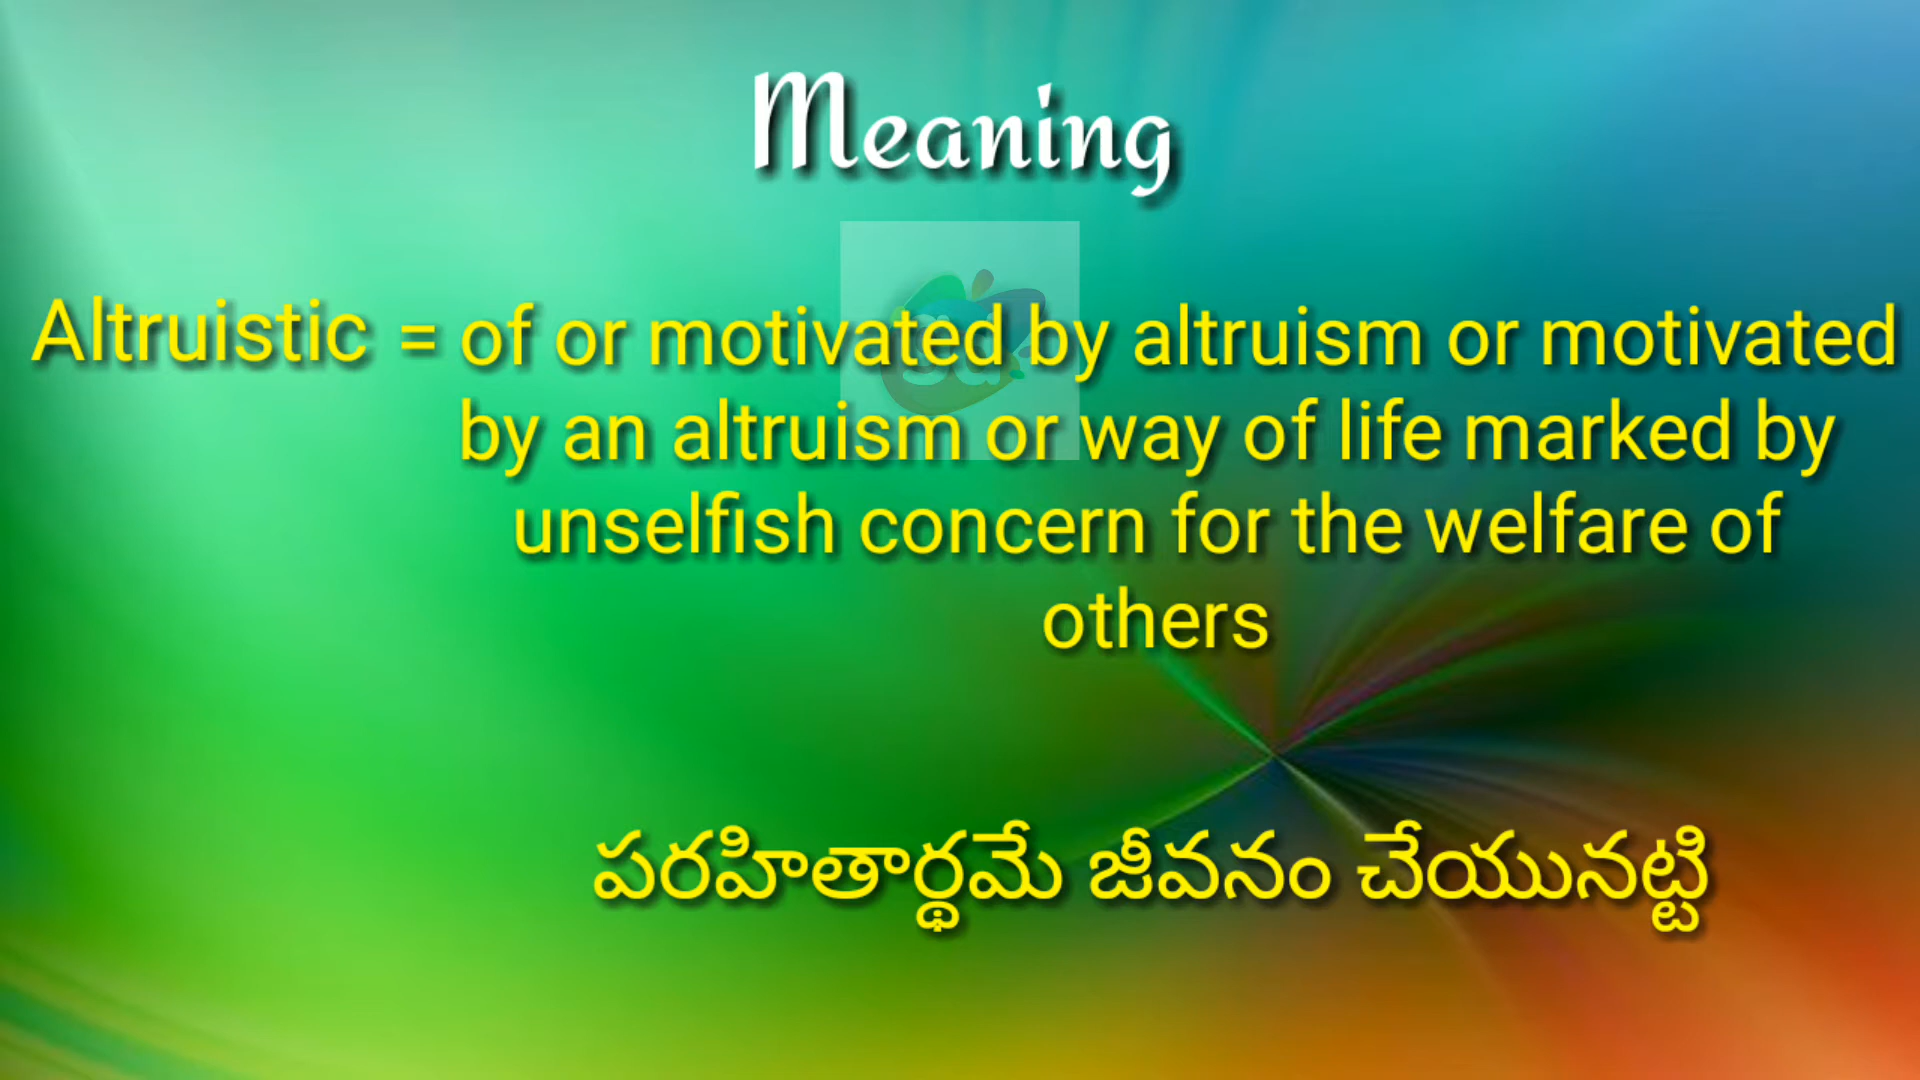 Meaning
Altruistic = of or motivated by altruism or motivated
by an altruism or way of life marked by
unselfish concern for the welfare of
others
పరహితార్థమే జీవనం చేయునట్టి